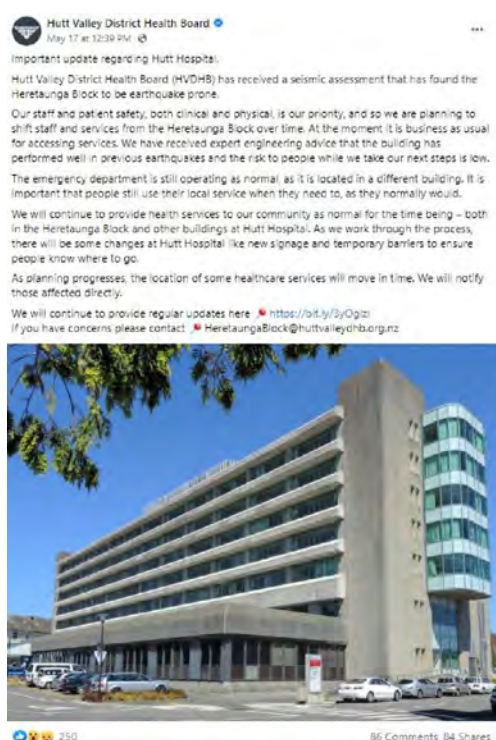 Hutt Valley District Health Board
May 17 at 12:39 PM ·
Important update regarding Hutt Hospital.
Hutt Valley District Health Board (HVDHB) has received a seismic assessment that has found the
Heretaunga Block to be earthquake prone.
Our staff and patient safety, both clinical and physical, is our priority, and so we are planning to
shift staff and services from the Heretaunga Block over time. At the moment it is business as usual
for accessing services. We have received expert engineering advice that the building has
performed well in previous earthquakes and the risk to people while we take our next steps is low.
The emergency department is still operating as normal, as it is located in a different building. It is
important that people still use their local service when they need to, as they normally would.
We will continue to provide health services to our community as normal for the time being – both
in the Heretaunga Block and other buildings at Hutt Hospital. As we work through the process,
there will be some changes at Hutt Hospital like new signage and temporary barriers to ensure
people know where to go.
As planning progresses, the location of some healthcare services will move in time. We will notify
those affected directly.
We will continue to provide regular updates here
If you have concerns please contact HeretaungaBlock@huttvalleydhb.org.nz
250
86 Comments 84 Shares